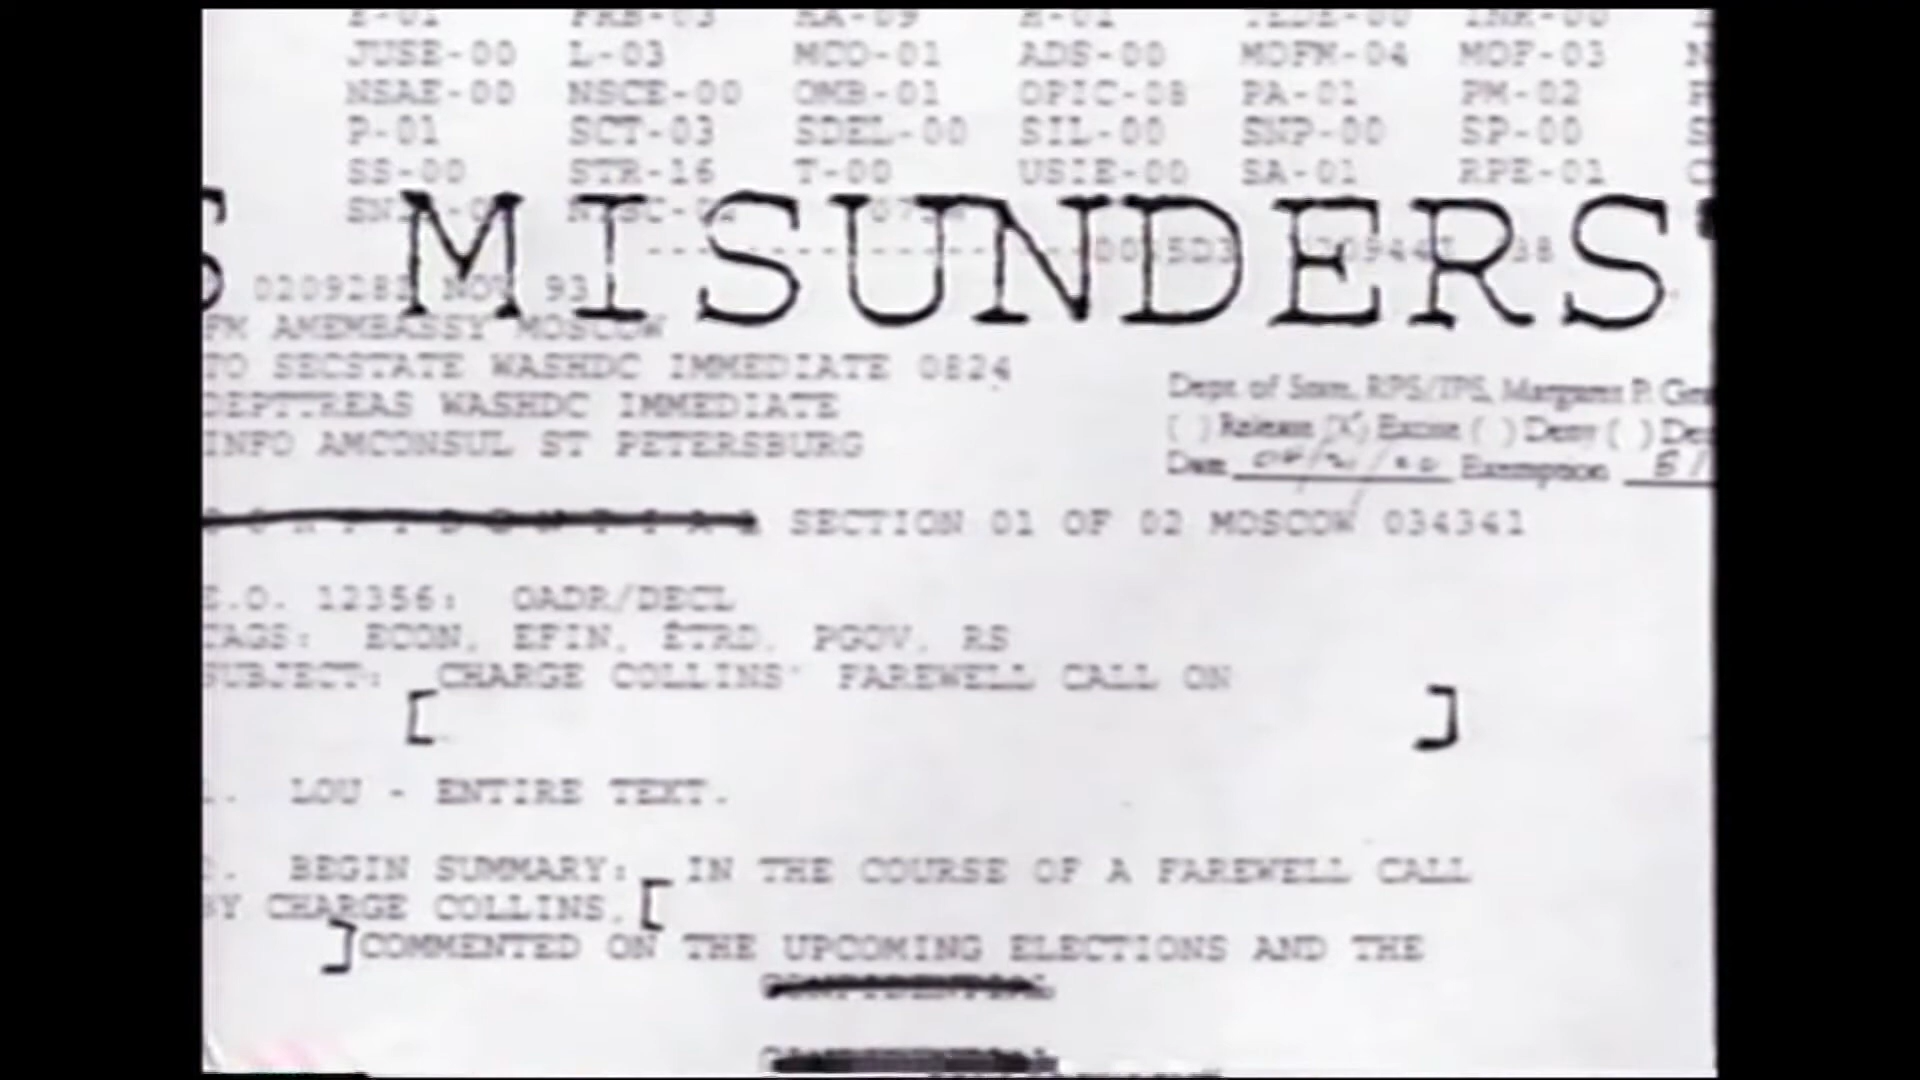 JUSE-00 L-03 MCO-01 ADS-00 MOFM-04 MOF-03
NSAE-00 NSCE-00 OMB-01 OPIC-08 PA-01 PM-02
P-01 SCT-03 SDEL-00 SIL-00 SNP-00 SP-00
SS-00 STR-16 T-00 USIE-00 SA-01 RPE-01
S MISUNDERS
NOV 93
FM AMEMBASSY MOSCOW
TO SECSTATE WASHDC IMMEDIATE 0824
DEPTTREAS WASHDC IMMEDIATE
INFO AMCONSUL ST PETERSBURG
Dept. of State, RPS/IPS, Margaret P.
( ) Release (X) Excise ( ) Deny ( )
Date Exemption
CONFIDENTIAL SECTION 01 OF 02 MOSCOW 034341
E.O. 12356: OADR/DECL
TAGS: ECON, EFIN, ETRD, PGOV, RS
SUBJECT: CHARGE COLLINS' FAREWELL CALL ON
[ ]
LOU - ENTIRE TEXT.
BEGIN SUMMARY: IN THE COURSE OF A FAREWELL CALL
BY CHARGE COLLINS, [
] COMMENTED ON THE UPCOMING ELECTIONS AND THE
CONFIDENTIAL